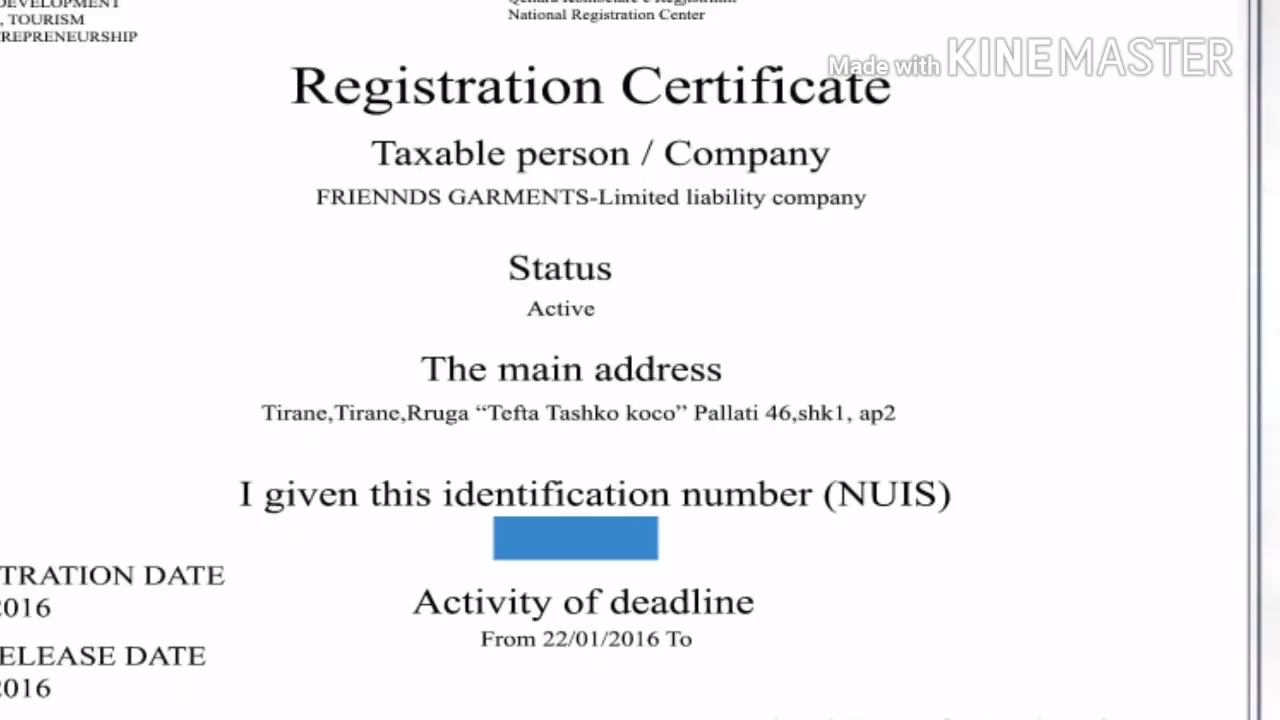 DEVELOPMENT
, TOURISM
REPRENEURSHIP
National Registration Center
Made with KINEMASTER
Registration Certificate
Taxable person / Company
FRIENNDS GARMENTS-Limited liability company
Status
Active
The main address
Tirane,Tirane,Rruga “Tefta Tashko koco” Pallati 46,shk1, ap2
I given this identification number (NUIS)
TRATION DATE
2016
Activity of deadline
From 22/01/2016 To
ELEASE DATE
2016